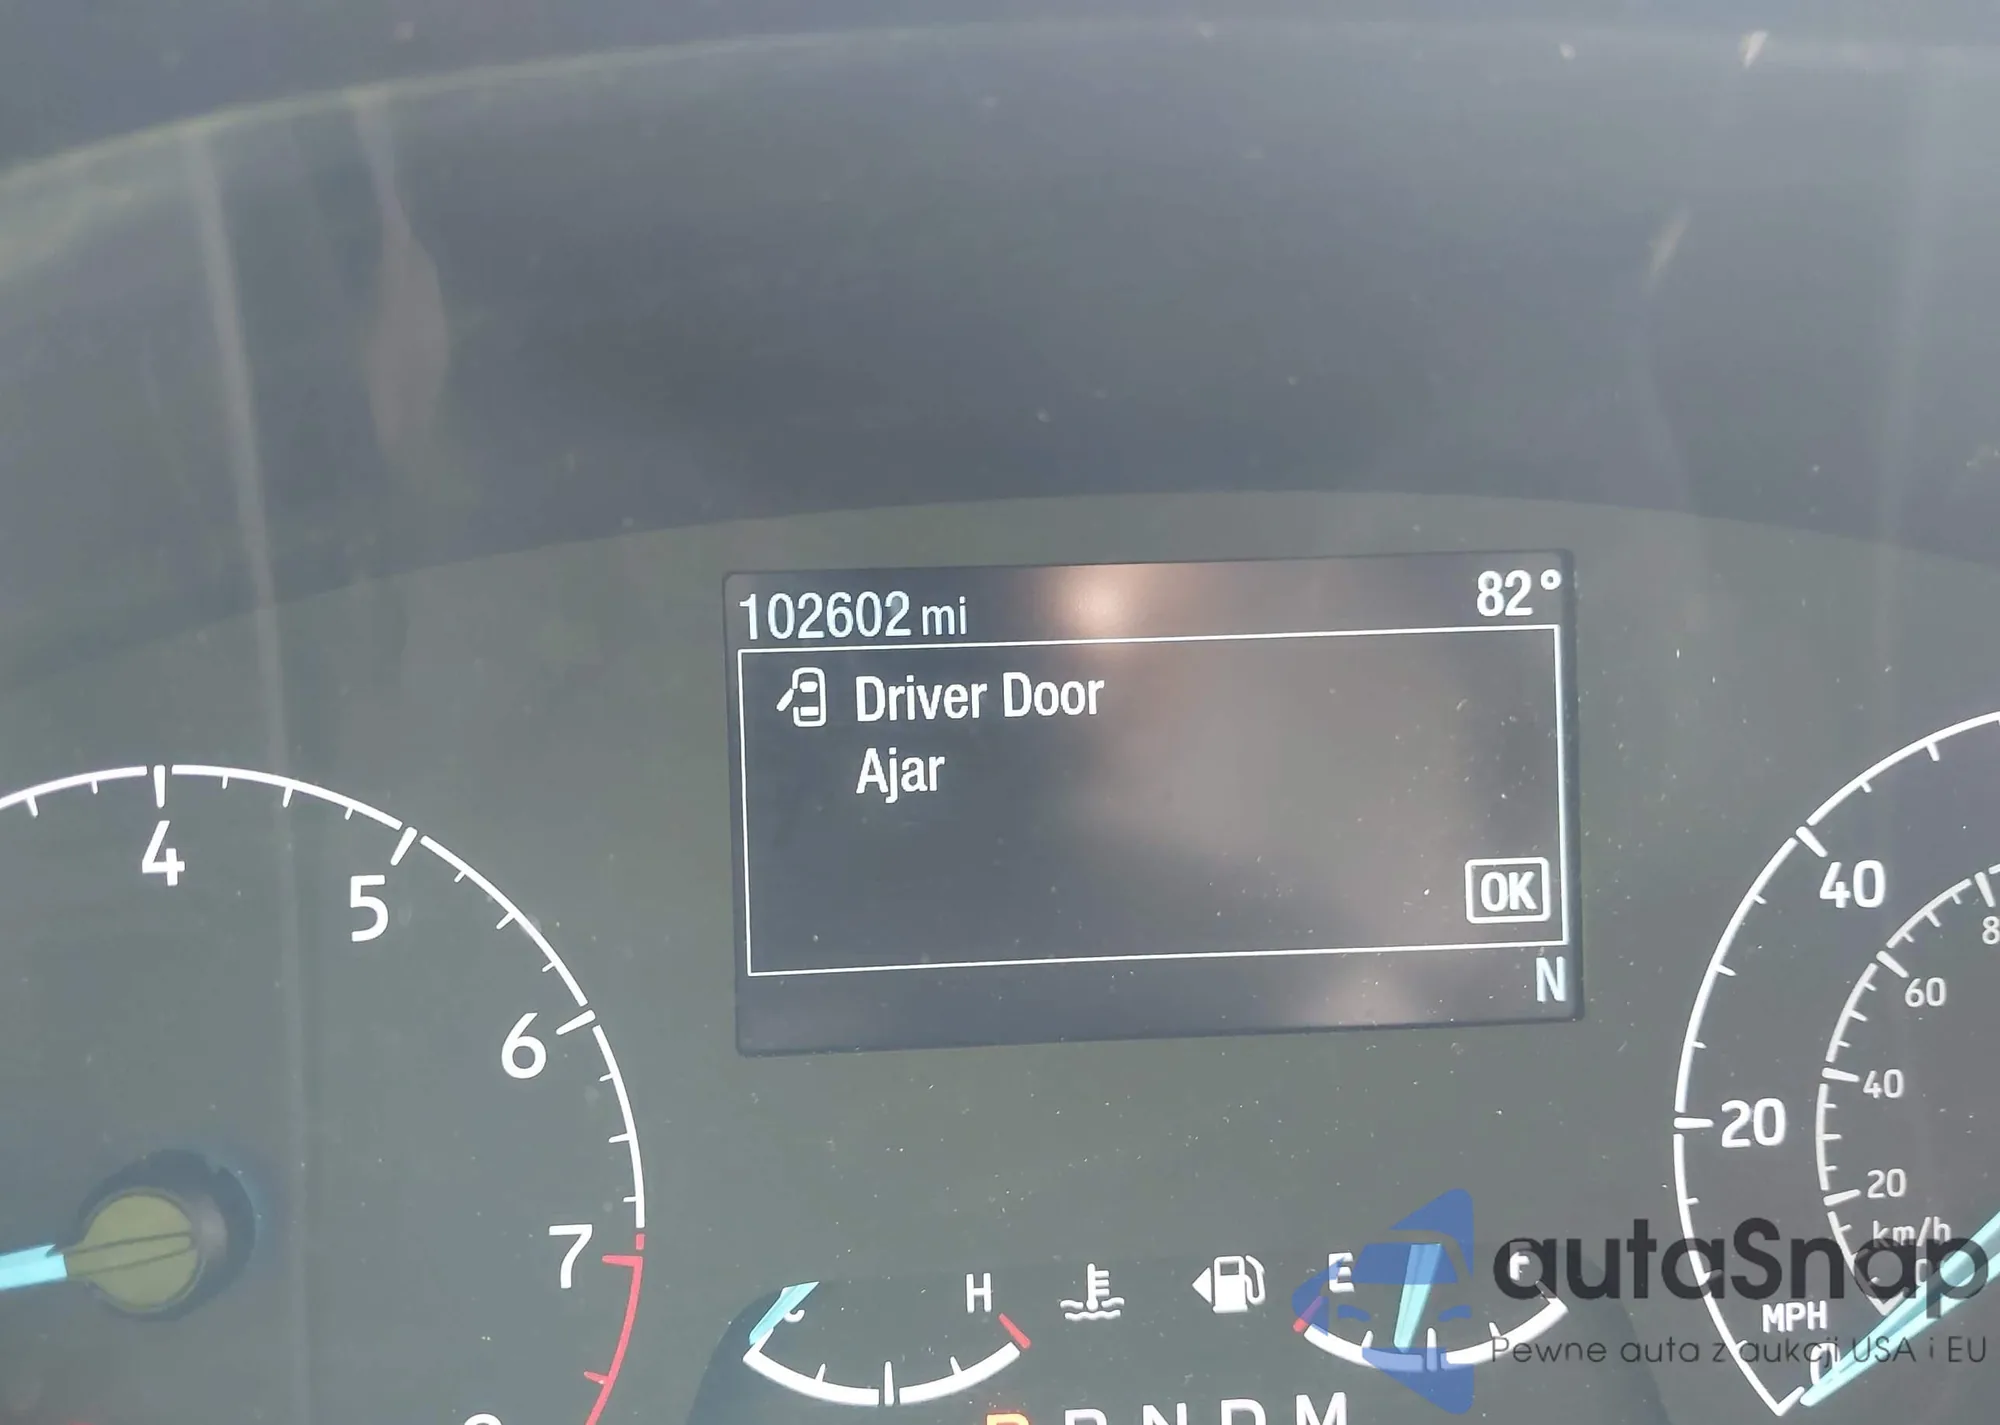 102602 mi 82°
Driver Door
Ajar
OK
N
4
5
6
7
40
60
40
20
20
km/h
MPH
0
H
E
F
autaSnap
Pewne auta z aukcji USA i EU
P R N D M